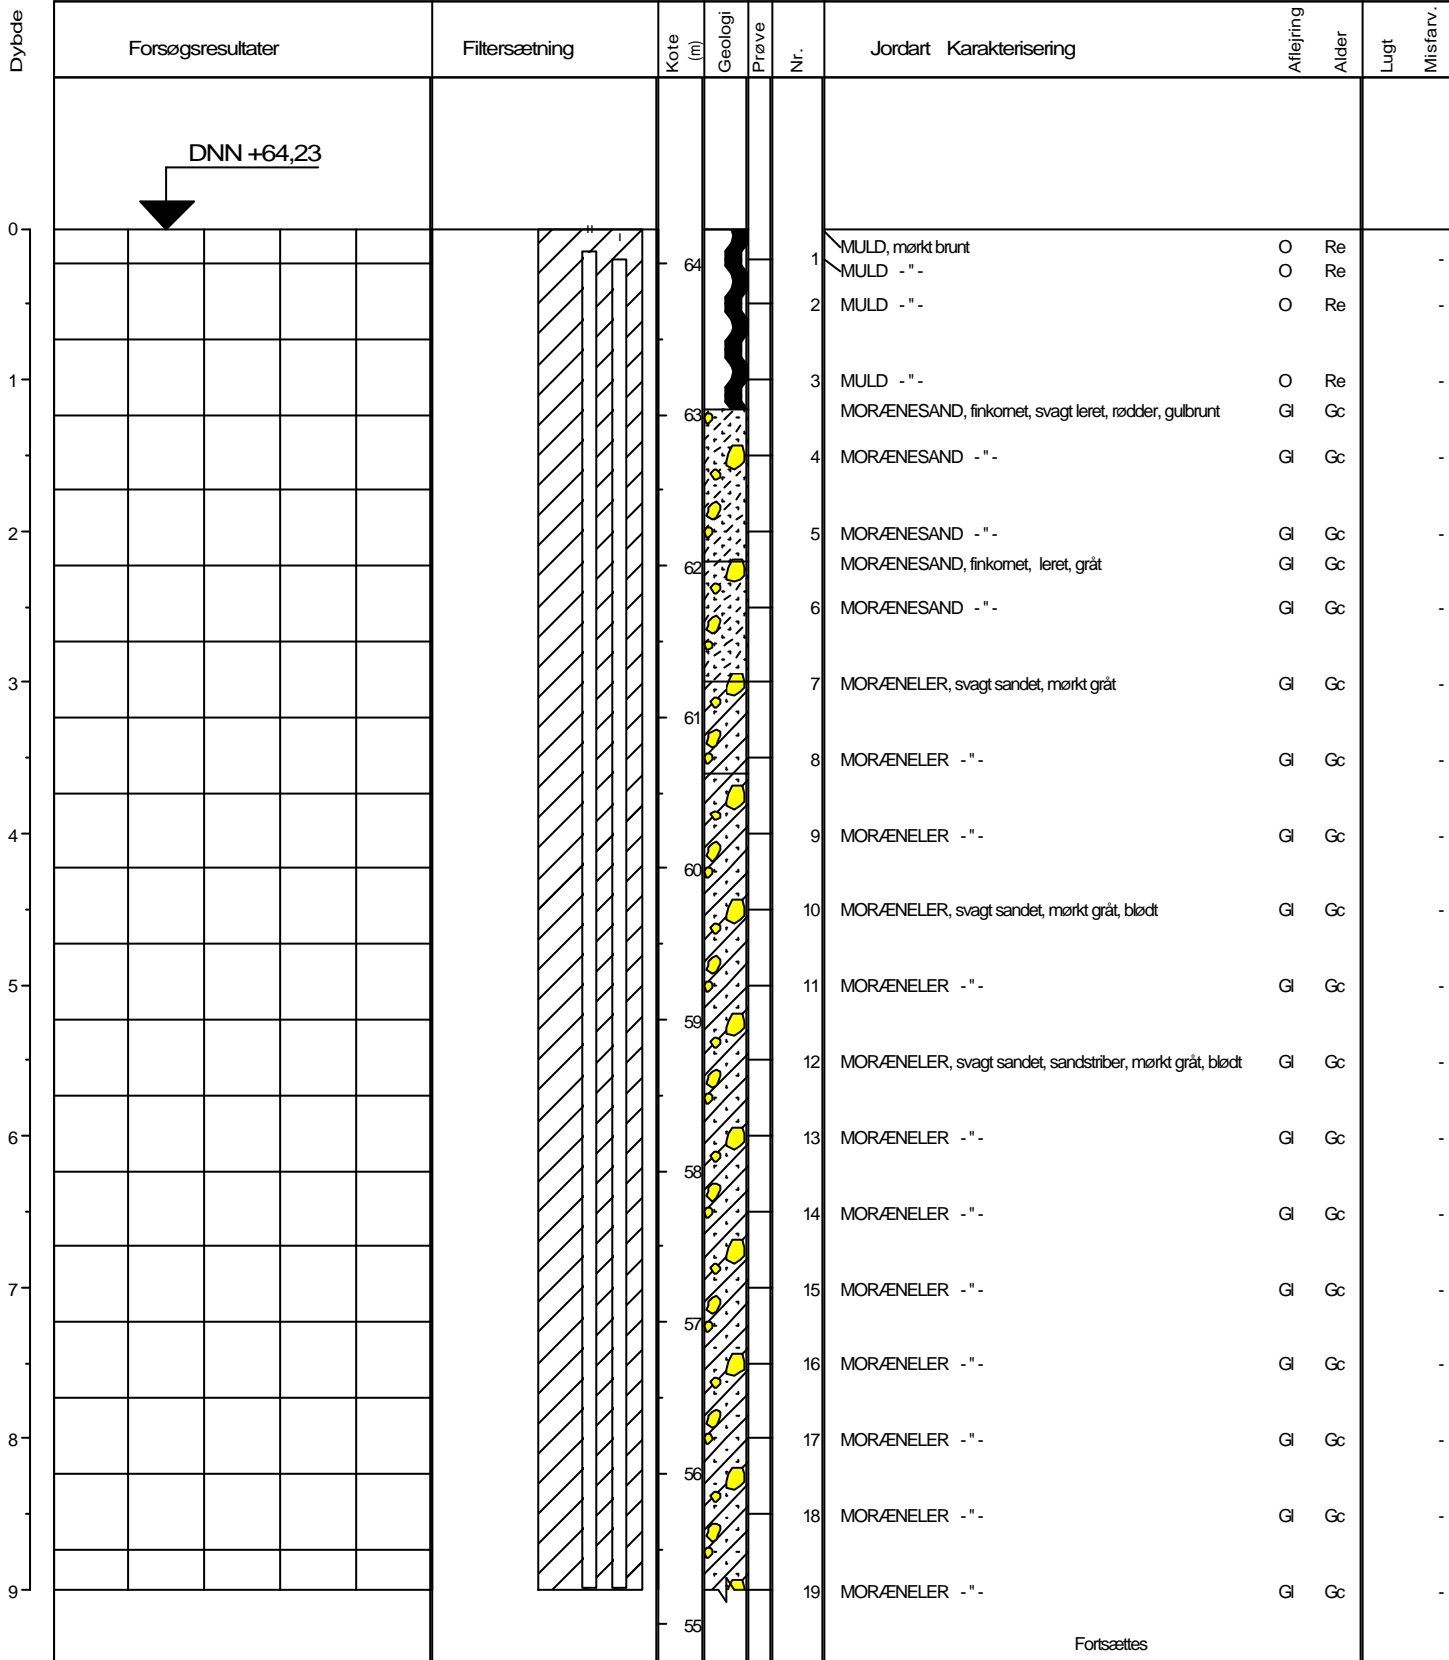 Dybde Forsøgsresultater Filtersætning Kote (m) Geologi Prøve Nr. Jordart Karakterisering Aflejring Alder Lugt Misfarv.
DNN +64,23
0 II I
MULD, mørkt brunt O Re
64 1 -
MULD - " - O Re
2 MULD - " - O Re -
1 3 MULD - " - O Re -
63 MORÆNESAND, finkornet, svagt leret, rødder, gulbrunt Gl Gc
4 MORÆNESAND - " - Gl Gc -
2 5 MORÆNESAND - " - Gl Gc -
62 MORÆNESAND, finkornet, leret, gråt Gl Gc
6 MORÆNESAND - " - Gl Gc -
3 7 MORÆNELER, svagt sandet, mørkt gråt Gl Gc -
61
8 MORÆNELER - " - Gl Gc -
4 9 MORÆNELER - " - Gl Gc -
60
10 MORÆNELER, svagt sandet, mørkt gråt, blødt Gl Gc -
5 11 MORÆNELER - " - Gl Gc -
59
12 MORÆNELER, svagt sandet, sandstriber, mørkt gråt, blødt Gl Gc -
6 13 MORÆNELER - " - Gl Gc -
58
14 MORÆNELER - " - Gl Gc -
7 15 MORÆNELER - " - Gl Gc -
57
16 MORÆNELER - " - Gl Gc -
8 17 MORÆNELER - " - Gl Gc -
56
18 MORÆNELER - " - Gl Gc -
9 19 MORÆNELER - " - Gl Gc -
55
Fortsættes